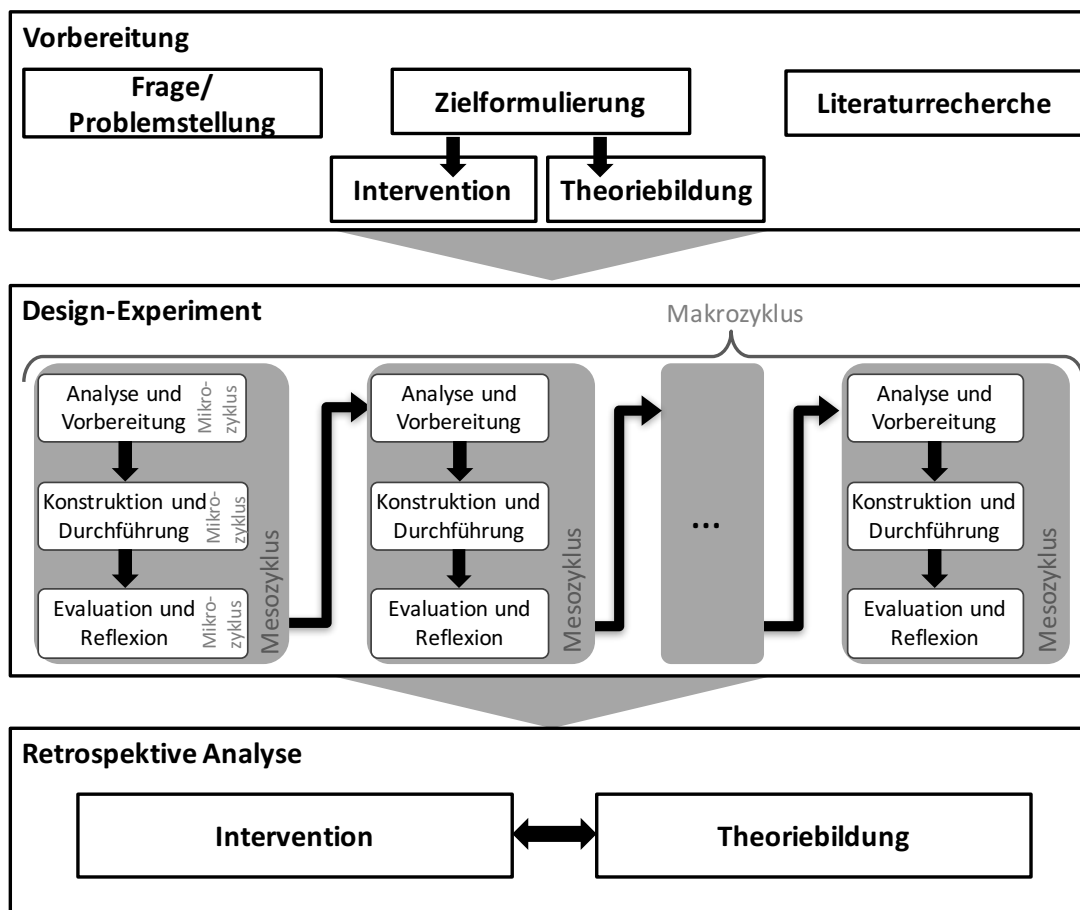 Vorbereitung
Frage/
Problemstellung
Zielformulierung
Literaturrecherche
Intervention
Theoriebildung
Design-Experiment
Makrozyklus
Analyse und
Vorbereitung
Mikro-
zyklus
Konstruktion und
Durchführung
Mikro-
zyklus
Evaluation und
Reflexion
Mikro-
zyklus
Mesozyklus
Analyse und
Vorbereitung
Konstruktion und
Durchführung
Evaluation und
Reflexion
Mesozyklus
...
Analyse und
Vorbereitung
Konstruktion und
Durchführung
Evaluation und
Reflexion
Mesozyklus
Retrospektive Analyse
Intervention
Theoriebildung